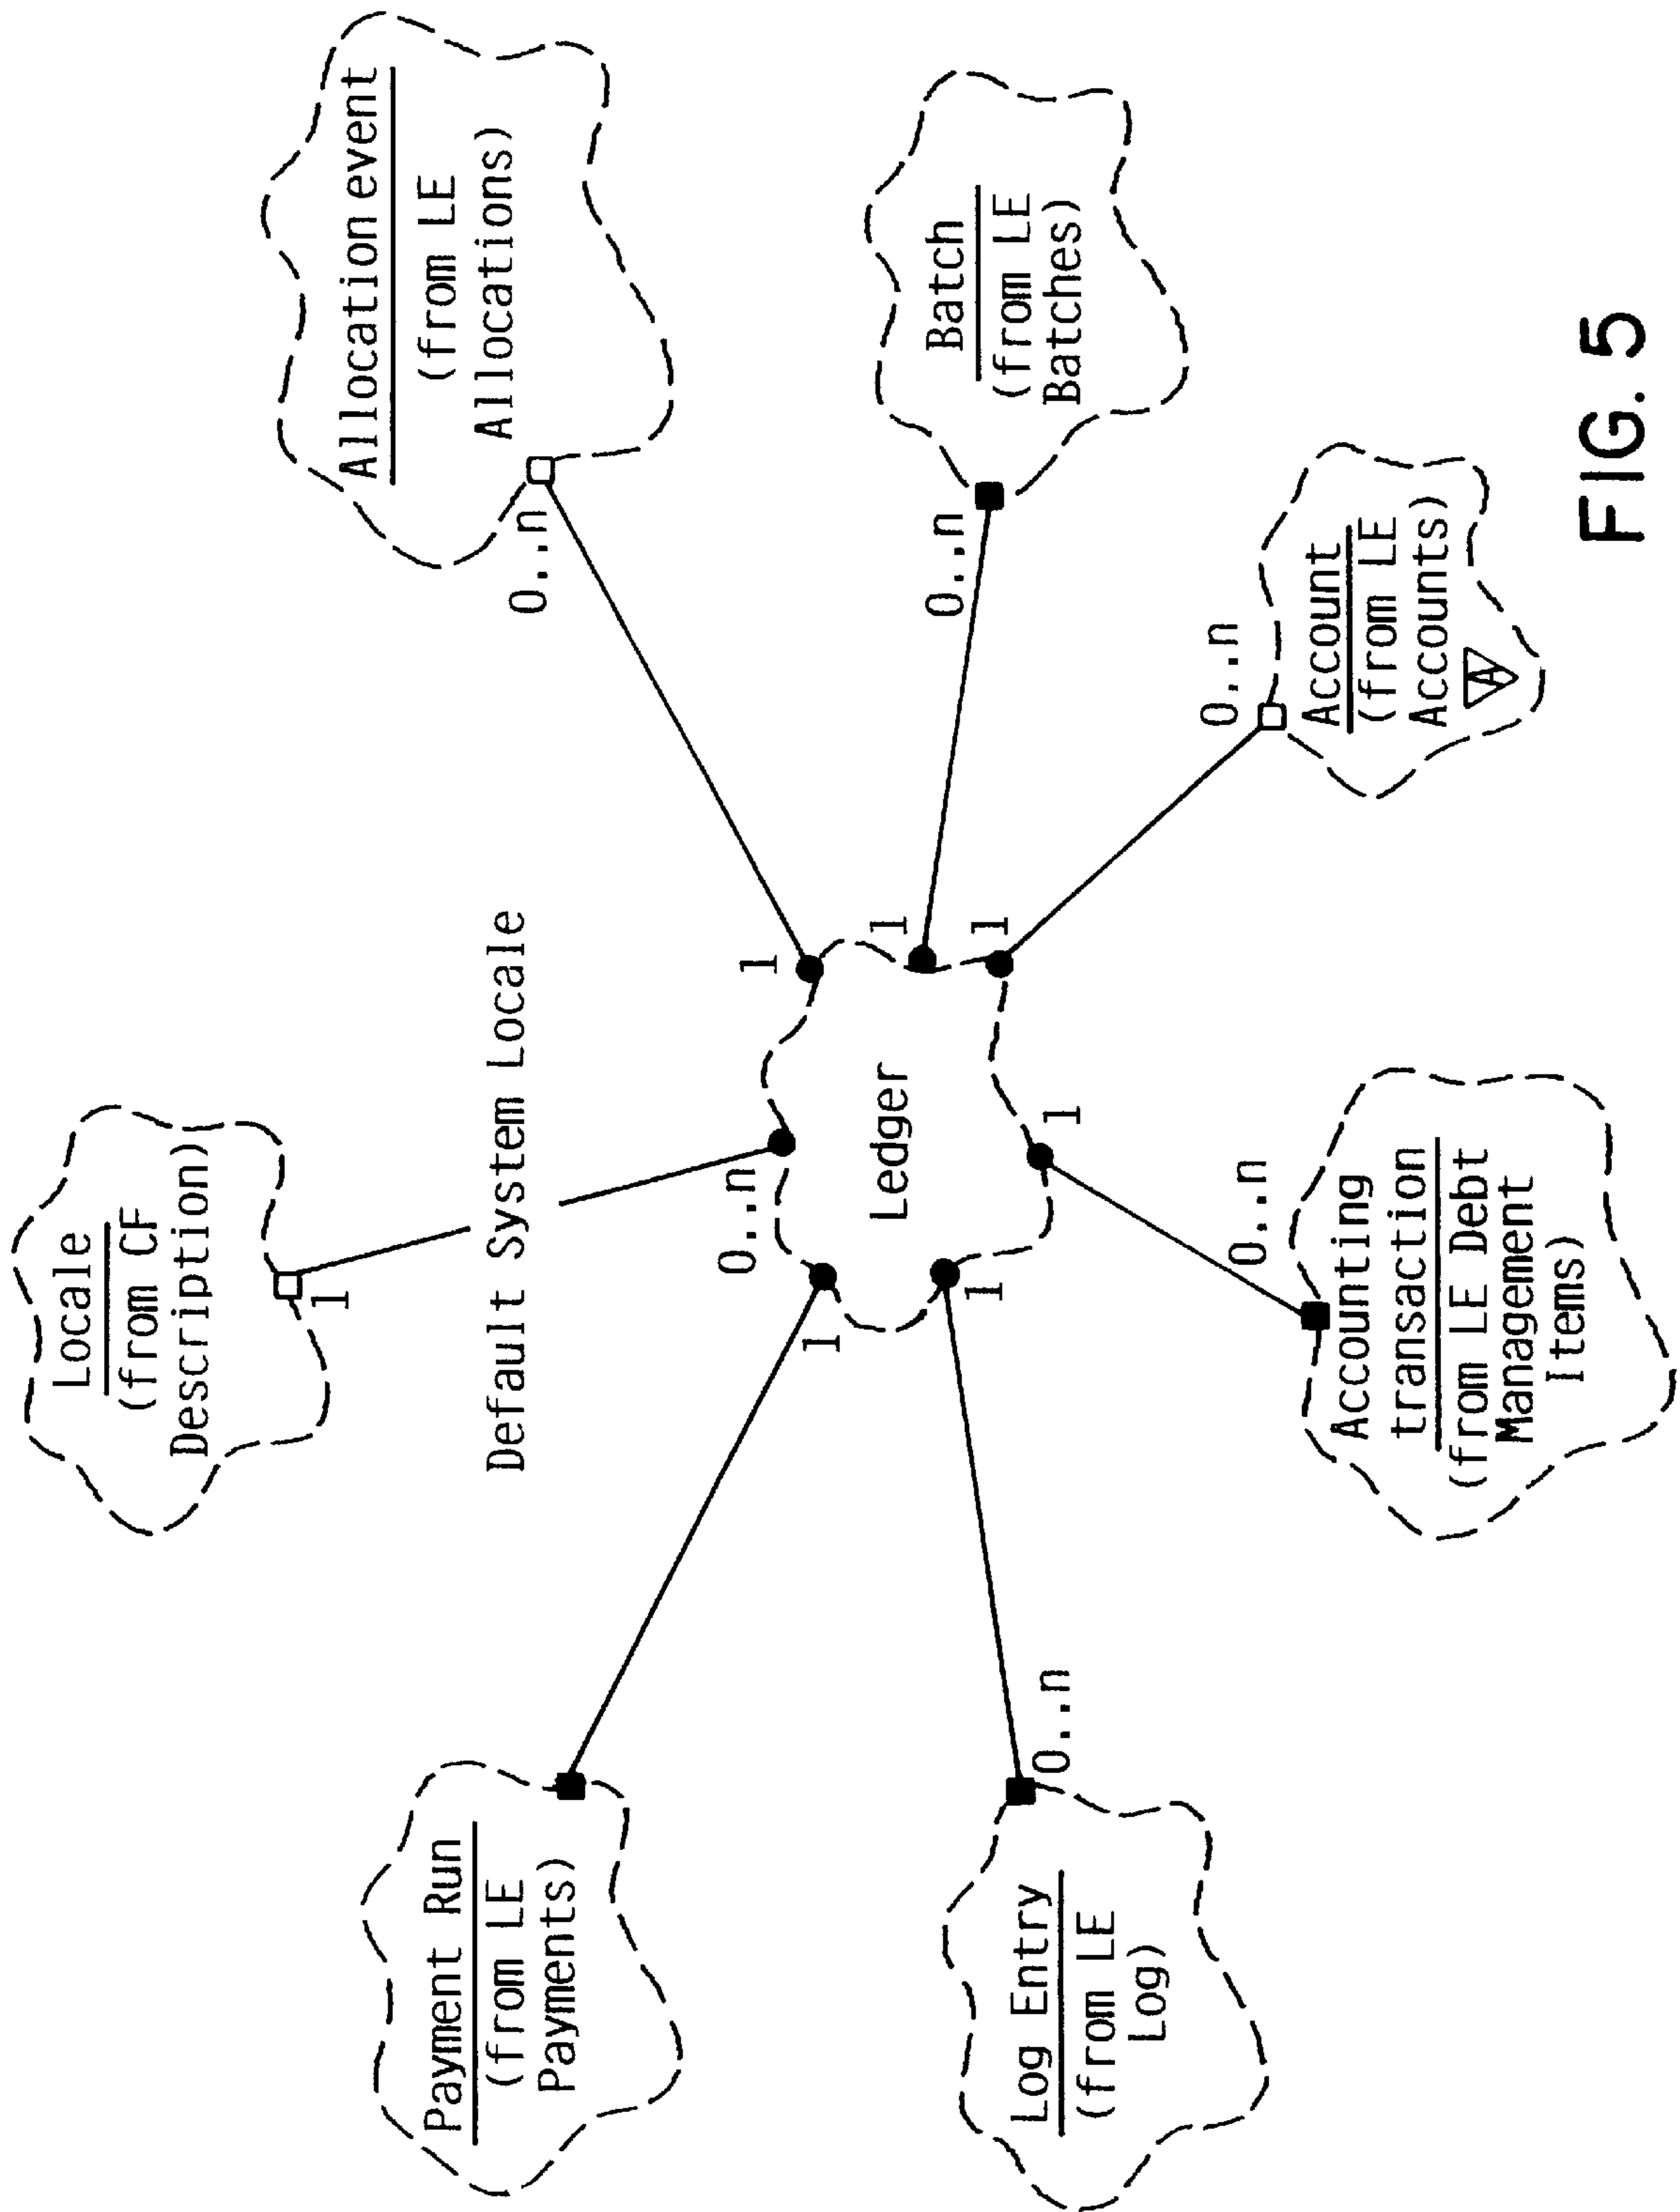 Locale
(from CF
Description)
1
Default System Locale
0..n
Payment Run
(from LE
Payments)
1
Allocation event
(from LE
Allocations)
0..n
1
Ledger
Log Entry
(from LE
Log)
0..n
1
Batch
(from LE
Batches)
0..n
1
Accounting
transaction
(from LE Debt
Management
Items)
0..n
1
Account
(from LE
Accounts)
A
0..n
1
FIG. 5